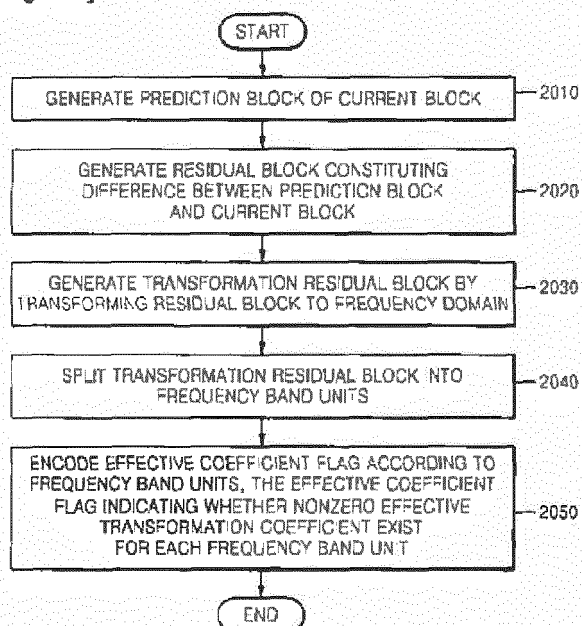 START
GENERATE PREDICTION BLOCK OF CURRENT BLOCK
2010
GENERATE RESIDUAL BLOCK CONSTITUTING
DIFFERENCE BETWEEN PREDICTION BLOCK
AND CURRENT BLOCK
2020
GENERATE TRANSFORMATION RESIDUAL BLOCK BY
TRANSFORMING RESIDUAL BLOCK TO FREQUENCY DOMAIN
2030
SPLIT TRANSFORMATION RESIDUAL BLOCK INTO
FREQUENCY BAND UNITS
2040
ENCODE EFFECTIVE COEFFICIENT FLAG ACCORDING TO
FREQUENCY BAND UNITS, THE EFFECTIVE COEFFICIENT
FLAG INDICATING WHETHER NONZERO EFFECTIVE
TRANSFORMATION COEFFICIENT EXIST
FOR EACH FREQUENCY BAND UNIT
2050
END